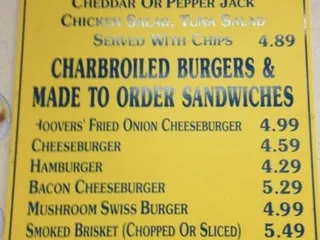 Cheddar Or Pepper Jack
Chicken Salad, Tuna Salad
Served With Chips 4.89
CHARBROILED BURGERS &
MADE TO ORDER SANDWICHES
Hoovers' Fried Onion Cheeseburger 4.99
Cheeseburger 4.59
Hamburger 4.29
Bacon Cheeseburger 5.29
Mushroom Swiss Burger 4.99
Smoked Brisket (Chopped Or Sliced) 5.49